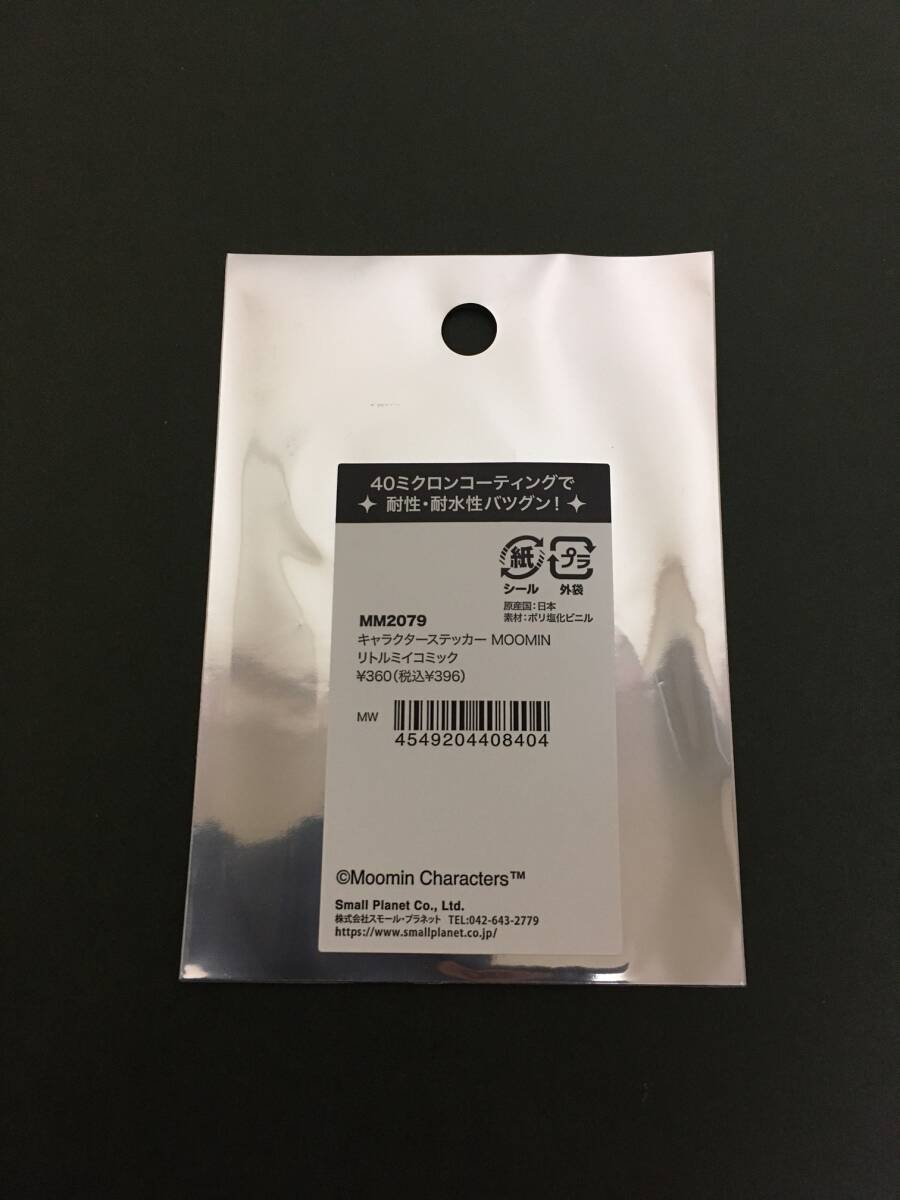 40ミクロンコーティングで
耐性・耐水性バツグン!
紙
プラ
シール 外袋
原産国:日本
素材:ポリ塩化ビニル
MM2079
キャラクターステッカー MOOMIN
リトルミイコミック
¥360(税込¥396)
MW
4549204408404
©Moomin Characters™
Small Planet Co., Ltd.
株式会社スモール・プラネット TEL:042-643-2779
https://www.smallplanet.co.jp/